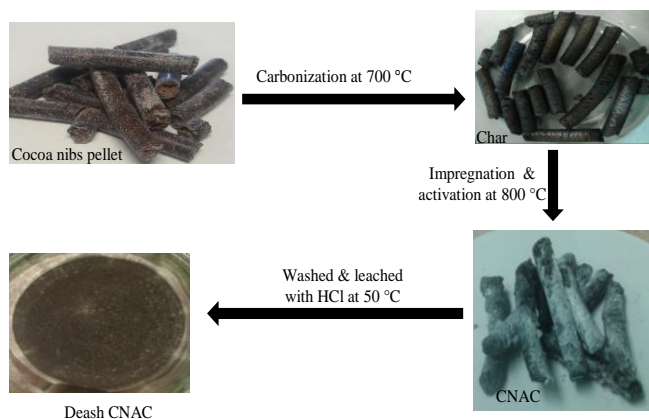 Carbonization at 700 °C
Cocoa nibs pellet
Char
Impregnation &
activation at 800 °C
Washed & leached
with HCl at 50 °C
CNAC
Deash CNAC